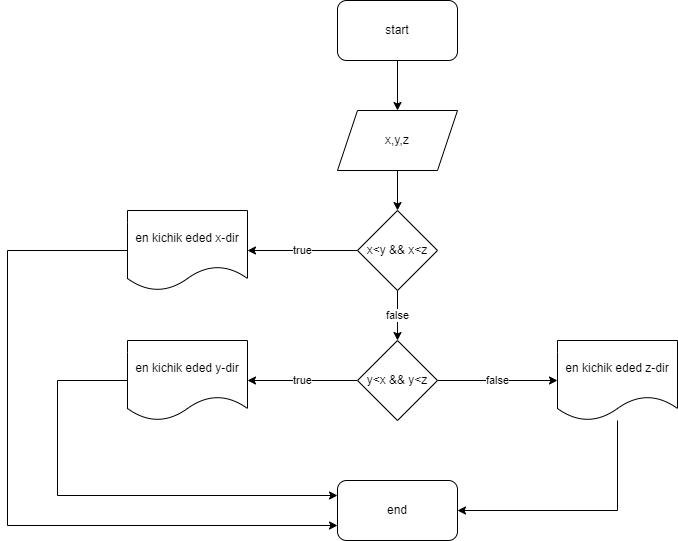 start
x,y,z
x<y && x<z
true
en kichik eded x-dir
false
y<x && y<z
true
en kichik eded y-dir
false
en kichik eded z-dir
end